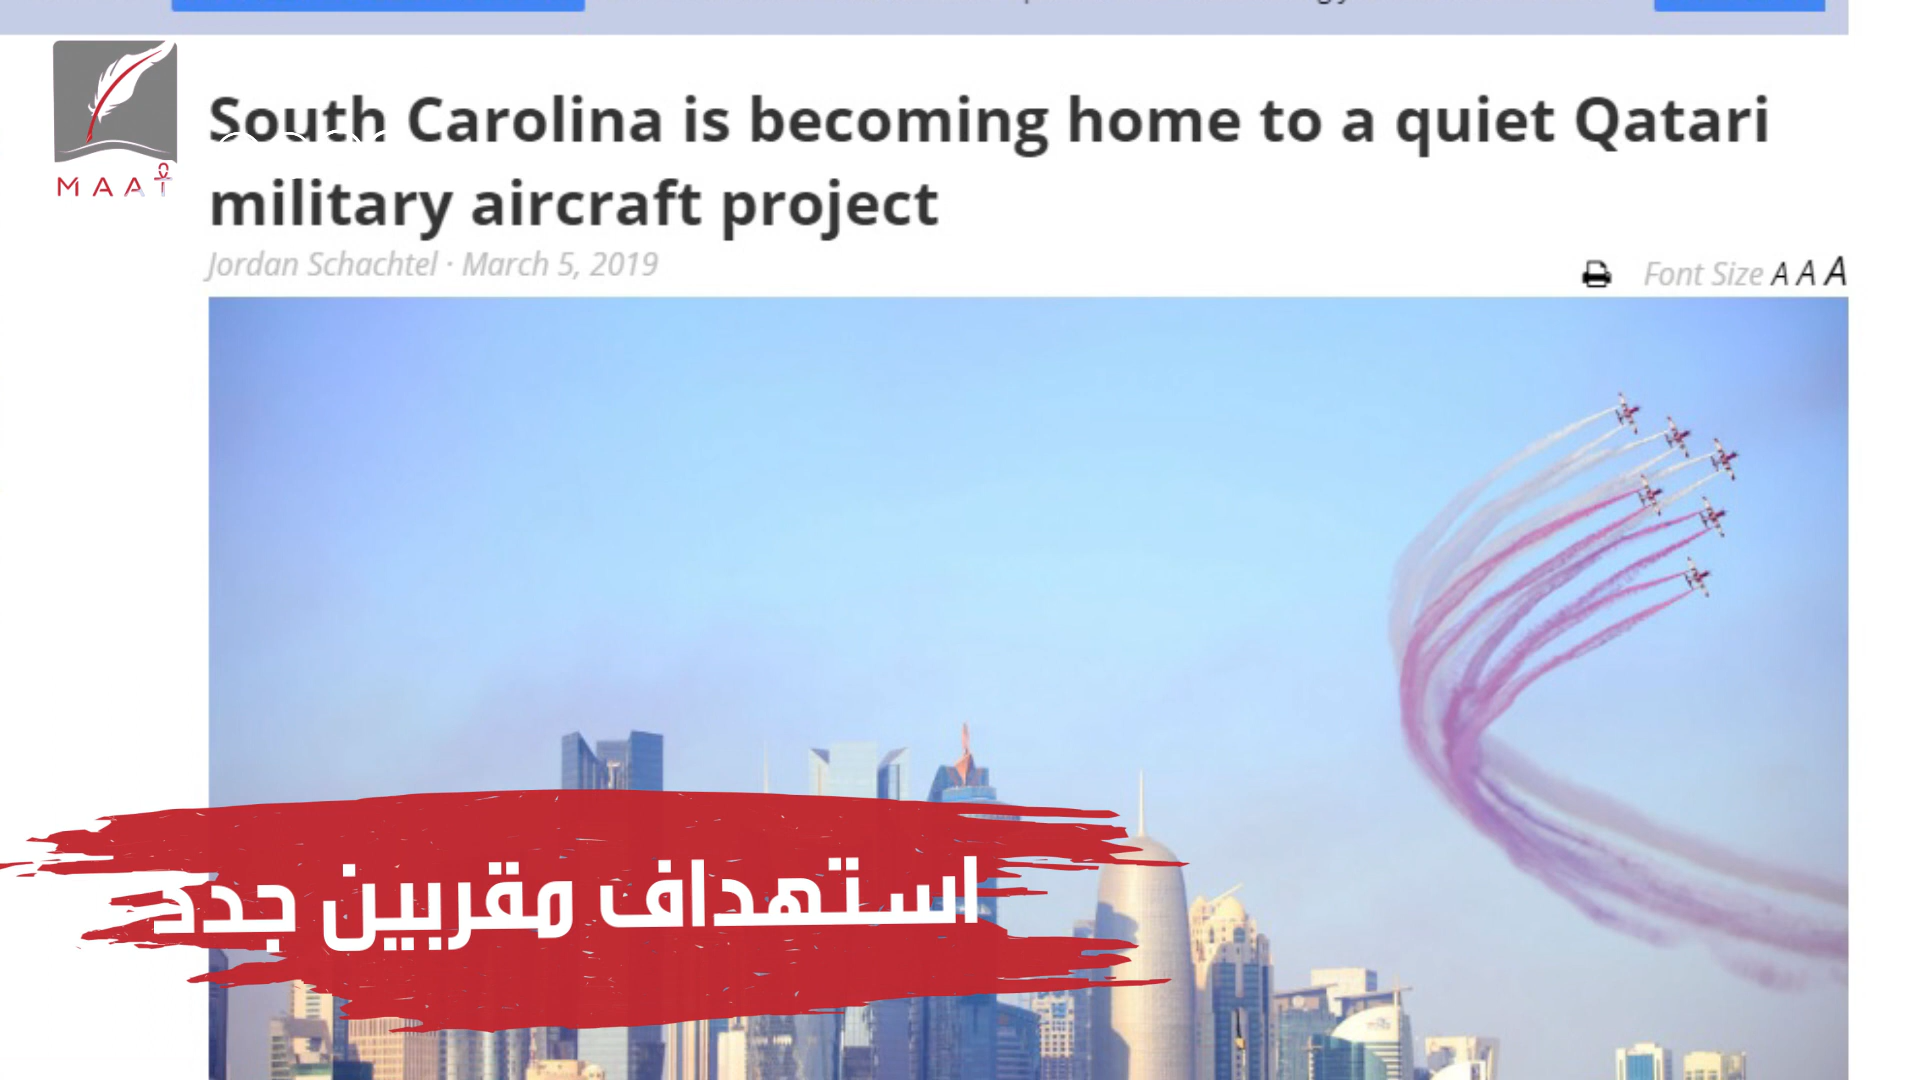 MAAT
South Carolina is becoming home to a quiet Qatari
military aircraft project
Jordan Schachtel · March 5, 2019
Font Size A A A
استهداف مقربين جدد